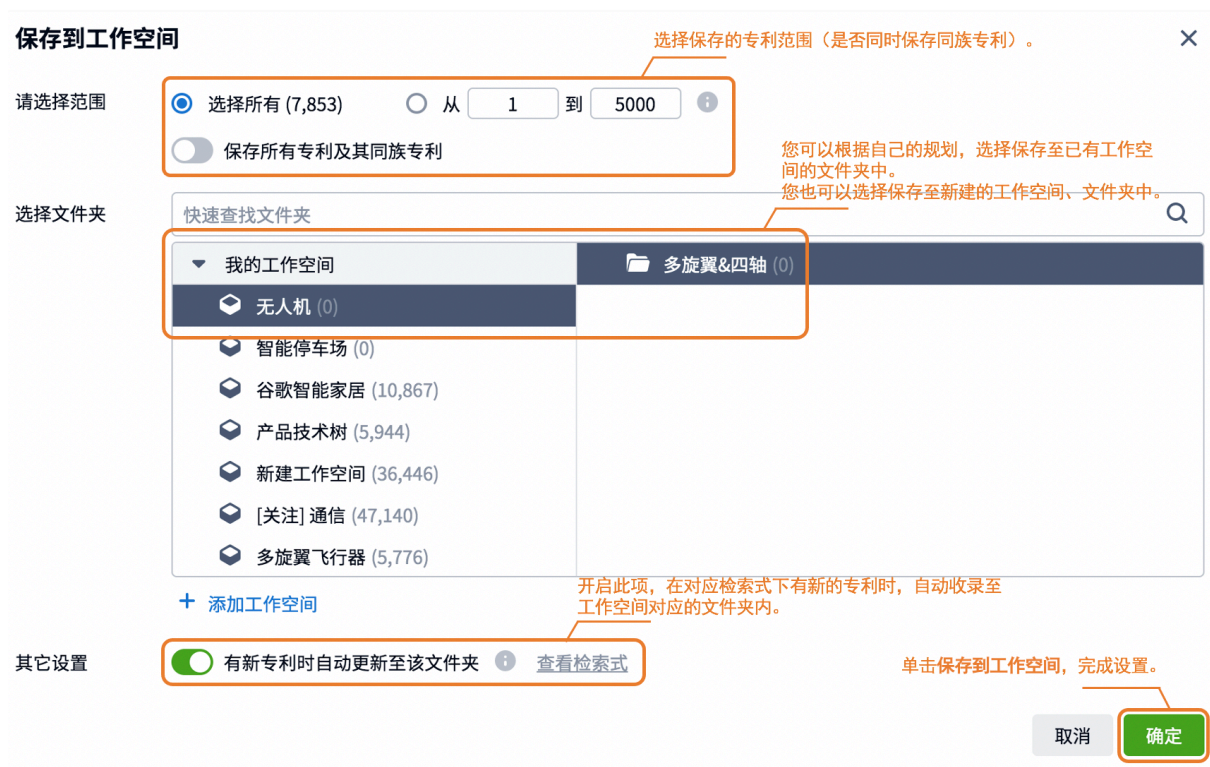 保存到工作空间
选择保存的专利范围（是否同时保存同族专利）。
请选择范围
选择所有 (7,853) 从 1 到 5000
保存所有专利及其同族专利
您可以根据自己的规划，选择保存至已有工作空
间的文件夹中。
您也可以选择保存至新建的工作空间、文件夹中。
选择文件夹
快速查找文件夹
我的工作空间
多旋翼&四轴 (0)
无人机 (0)
智能停车场 (0)
谷歌智能家居 (10,867)
产品技术树 (5,944)
新建工作空间 (36,446)
[关注] 通信 (47,140)
多旋翼飞行器 (5,776)
开启此项，在对应检索式下有新的专利时，自动收录至
工作空间对应的文件夹内。
+ 添加工作空间
其它设置
有新专利时自动更新至该文件夹 查看检索式
单击保存到工作空间，完成设置。
取消 确定